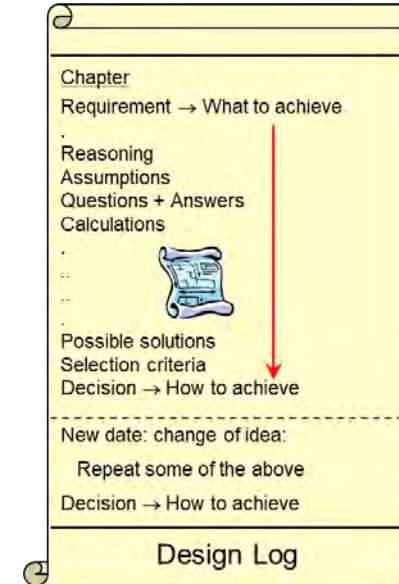 Chapter
Requirement → What to achieve
.
Reasoning
Assumptions
Questions + Answers
Calculations
.
..
..
.
Possible solutions
Selection criteria
Decision → How to achieve
New date: change of idea:
Repeat some of the above
Decision → How to achieve
Design Log